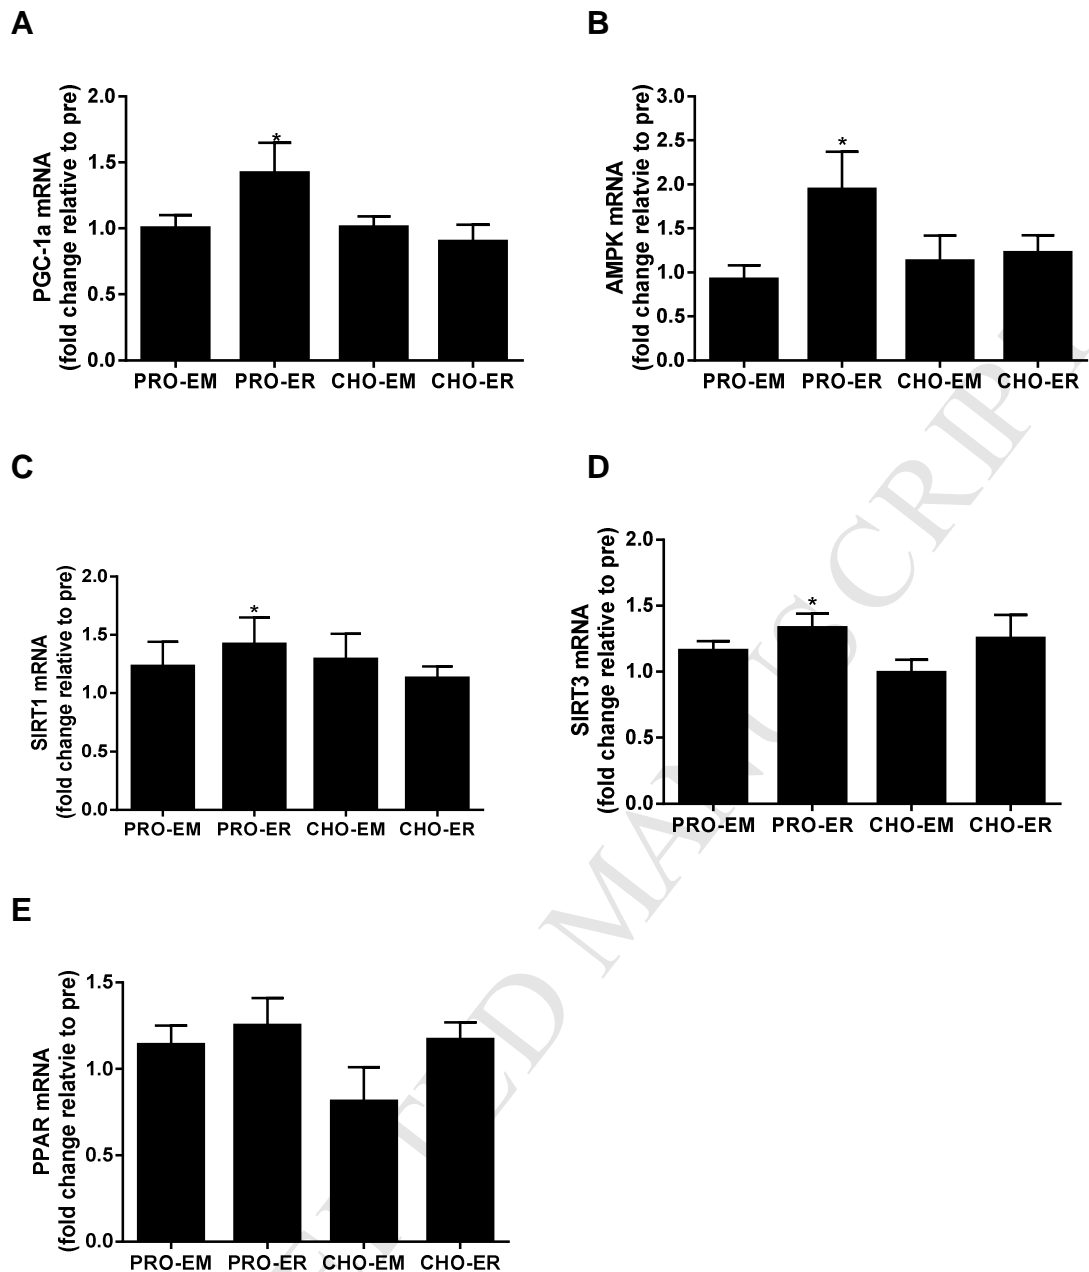 A
PGC-1a mRNA
(fold change relative to pre)
2.0
1.5
1.0
0.5
0.0
*
PRO-EM PRO-ER CHO-EM CHO-ER
B
AMPK mRNA
(fold change relatvie to pre)
3.0
2.5
2.0
1.5
1.0
0.5
0.0
*
PRO-EM PRO-ER CHO-EM CHO-ER
C
SIRT1 mRNA
(fold change relative to pre)
2.0
1.5
1.0
0.5
0.0
*
PRO-EM PRO-ER CHO-EM CHO-ER
D
SIRT3 mRNA
(fold change relative to pre)
2.0
1.5
1.0
0.5
0.0
*
PRO-EM PRO-ER CHO-EM CHO-ER
E
PPAR mRNA
(fold change relatvie to pre)
1.5
1.0
0.5
0.0
PRO-EM PRO-ER CHO-EM CHO-ER
TED MANUSCRIPT